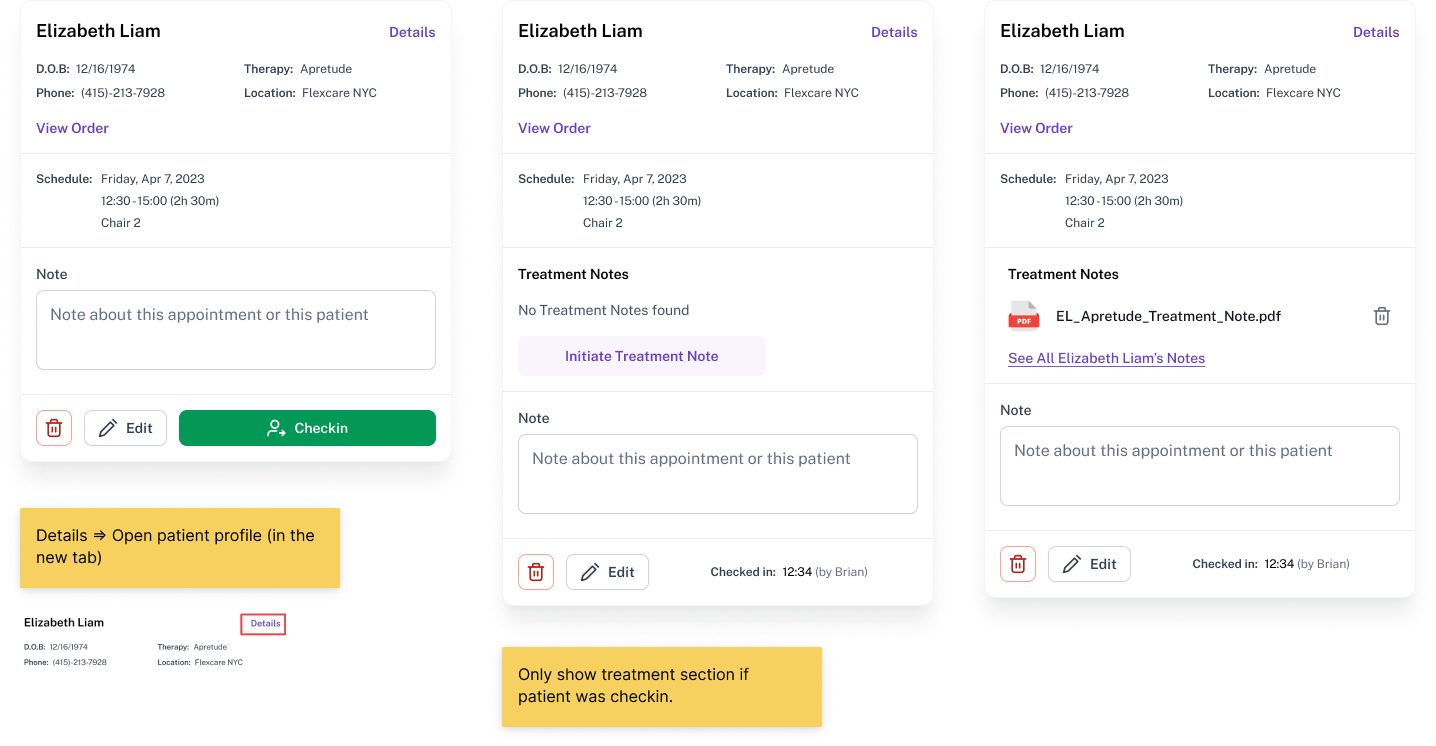 Elizabeth Liam
Details
D.O.B: 12/16/1974
Therapy: Apretude
Phone: (415)-213-7928
Location: Flexcare NYC
View Order
Schedule: Friday, Apr 7, 2023
12:30 - 15:00 (2h 30m)
Chair 2
Note
Note about this appointment or this patient
Edit
Checkin
Details => Open patient profile (in the
new tab)
Elizabeth Liam
Details
D.O.B: 12/16/1974
Therapy: Apretude
Phone: (415)-213-7928
Location: Flexcare NYC
Elizabeth Liam
Details
D.O.B: 12/16/1974
Therapy: Apretude
Phone: (415)-213-7928
Location: Flexcare NYC
View Order
Schedule: Friday, Apr 7, 2023
12:30 - 15:00 (2h 30m)
Chair 2
Treatment Notes
No Treatment Notes found
Initiate Treatment Note
Note
Note about this appointment or this patient
Edit
Checked in: 12:34 (by Brian)
Only show treatment section if
patient was checkin.
Elizabeth Liam
Details
D.O.B: 12/16/1974
Therapy: Apretude
Phone: (415)-213-7928
Location: Flexcare NYC
View Order
Schedule: Friday, Apr 7, 2023
12:30 - 15:00 (2h 30m)
Chair 2
Treatment Notes
PDF
EL_Apretude_Treatment_Note.pdf
See All Elizabeth Liam's Notes
Note
Note about this appointment or this patient
Edit
Checked in: 12:34 (by Brian)